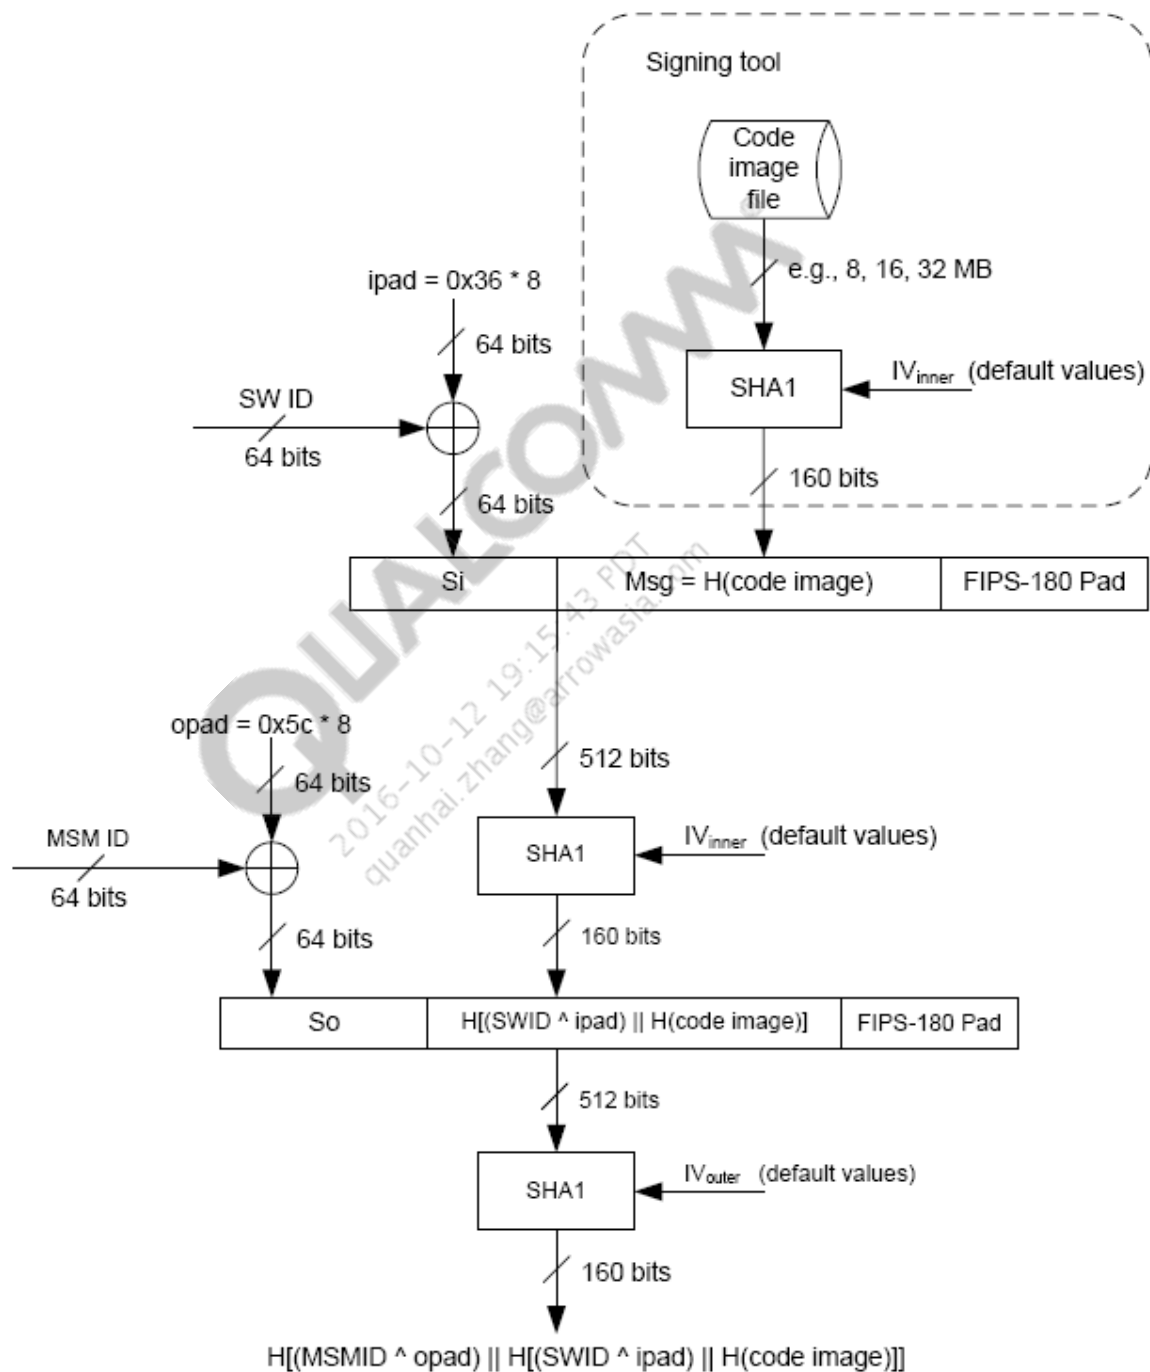 Signing tool
Code
image
file
e.g., 8, 16, 32 MB
ipad = 0x36 * 8
64 bits
SHA1
IVinner (default values)
SW ID
64 bits
160 bits
64 bits
Si
Msg = H(code image)
FIPS-180 Pad
QUALCOMM®
2016-10-12 19:15:43 PDT
quanhai.zhang@arrowasia.com
opad = 0x5c * 8
512 bits
64 bits
MSM ID
SHA1
IVinner (default values)
64 bits
160 bits
64 bits
So
H[(SWID ^ ipad) || H(code image)]
FIPS-180 Pad
512 bits
SHA1
IVouter (default values)
160 bits
H[(MSMID ^ opad) || H[(SWID ^ ipad) || H(code image)]]